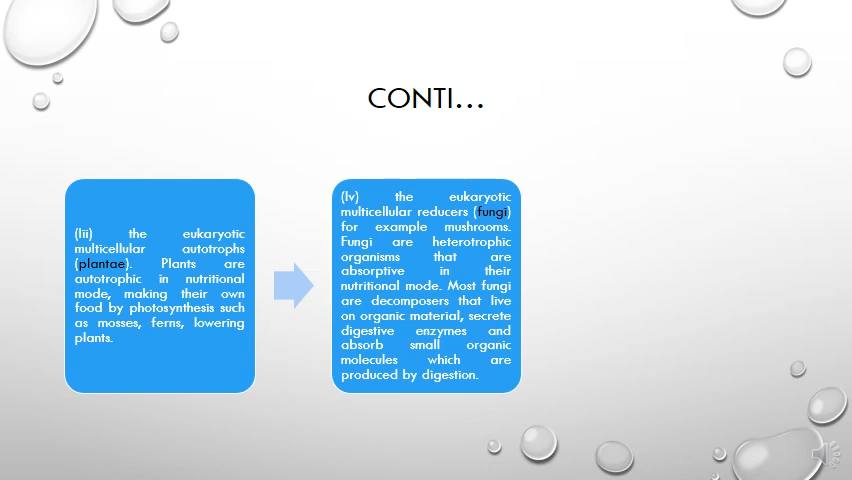 CONTI...
(Iii) the eukaryotic
multicellular autotrophs
(plantae). Plants are
autotrophic in nutritional
mode, making their own
food by photosynthesis such
as mosses, ferns, lowering
plants.
(Iv) the eukaryotic
multicellular reducers (fungi)
for example mushrooms.
Fungi are heterotrophic
organisms that are
absorptive in their
nutritional mode. Most fungi
are decomposers that live
on organic material, secrete
digestive enzymes and
absorb small organic
molecules which are
produced by digestion.